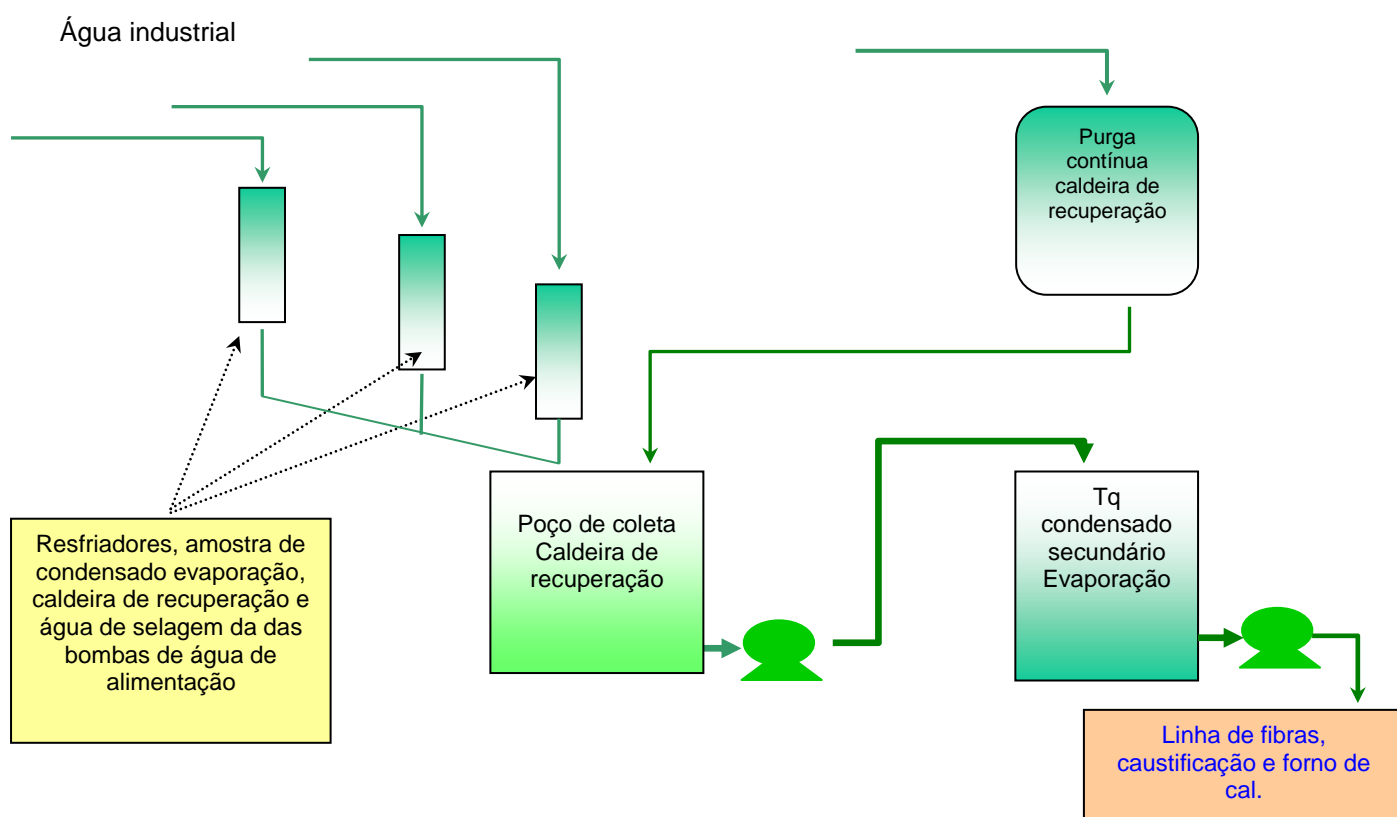 Água industrial
Purga
contínua
caldeira de
recuperação
Resfriadores, amostra de
condensado evaporação,
caldeira de recuperação e
água de selagem da das
bombas de água de
alimentação
Poço de coleta
Caldeira de
recuperação
Tq
condensado
secundário
Evaporação
Linha de fibras,
caustificação e forno de
cal.